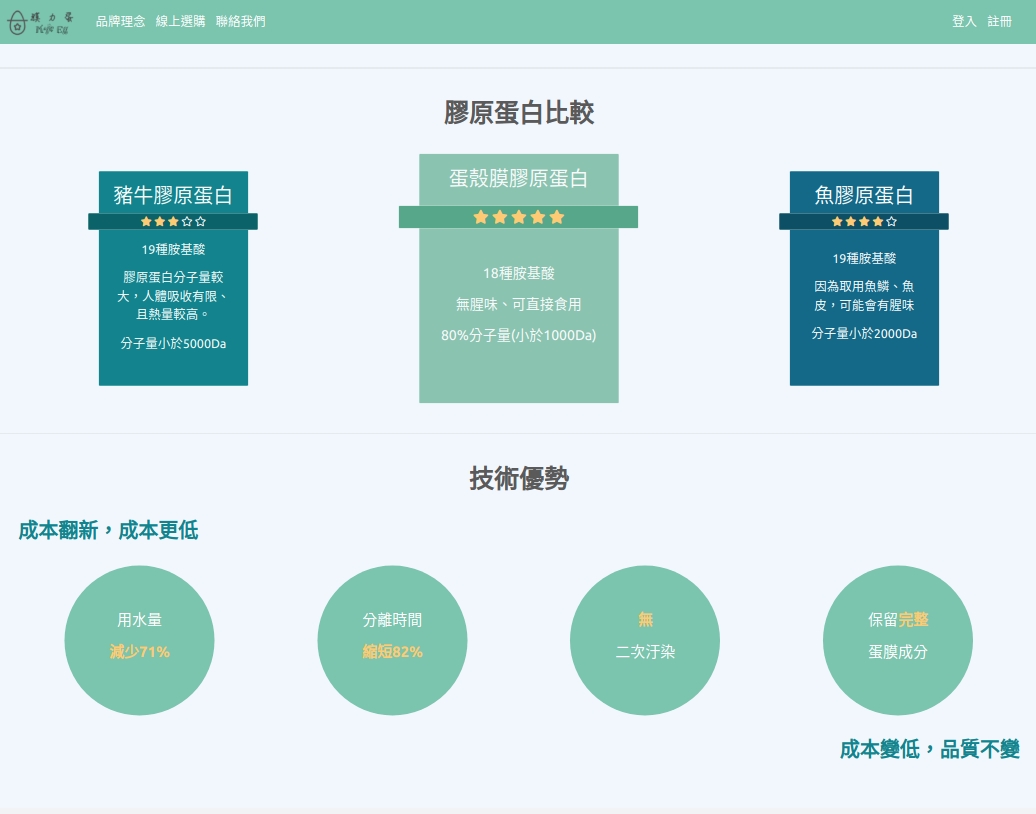 膜力蛋
Magic Egg
品牌理念 線上選購 聯絡我們
登入 註冊
膠原蛋白比較
豬牛膠原蛋白
19種胺基酸
膠原蛋白分子量較
大，人體吸收有限、
且熱量較高。
分子量小於5000Da
蛋殼膜膠原蛋白
18種胺基酸
無腥味、可直接食用
80%分子量(小於1000Da)
魚膠原蛋白
19種胺基酸
因為取用魚鱗、魚
皮，可能會有腥味
分子量小於2000Da
技術優勢
成本翻新，成本更低
用水量
減少71%
分離時間
縮短82%
無
二次汙染
保留完整
蛋膜成分
成本變低，品質不變